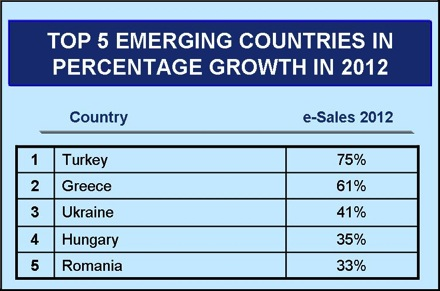 TOP 5 EMERGING COUNTRIES IN
PERCENTAGE GROWTH IN 2012
Country e-Sales 2012
1 Turkey 75%
2 Greece 61%
3 Ukraine 41%
4 Hungary 35%
5 Romania 33%